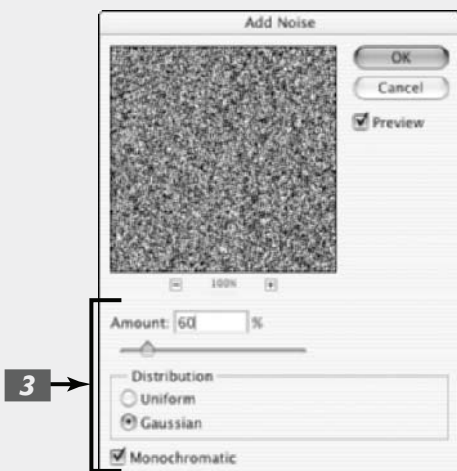 Add Noise
OK
Cancel
Preview
100%
Amount: 60 %
3
Distribution
Uniform
Gaussian
Monochromatic